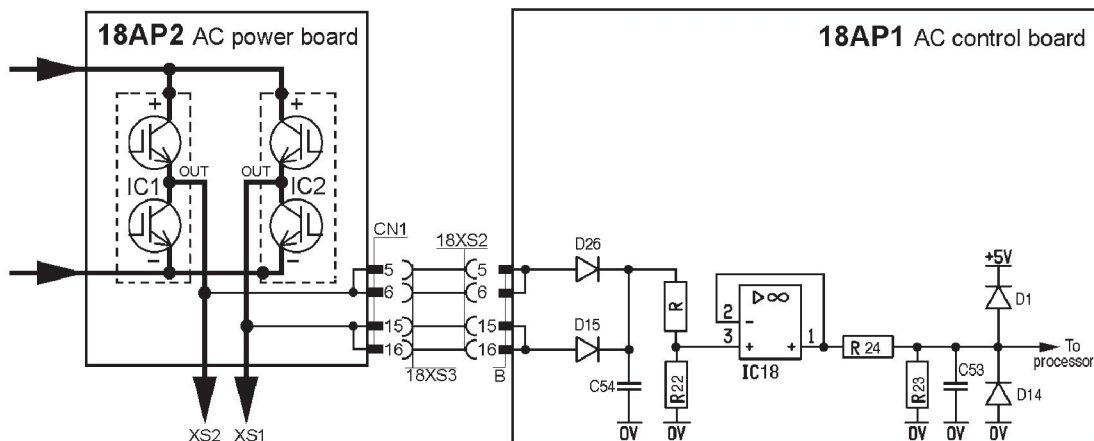 18AP2 AC power board
18AP1 AC control board
+
+
OUT
OUT
IC1
IC2
-
-
CN1
18XS2
5
5
6
6
15
15
16
16
18XS3
B
XS2
XS1
D26
D15
C54
0V
R
R22
0V
2
-
3
+
▷∞
+
1
IC18
R24
R23
0V
C53
0V
+5V
D1
D14
0V
To
processor